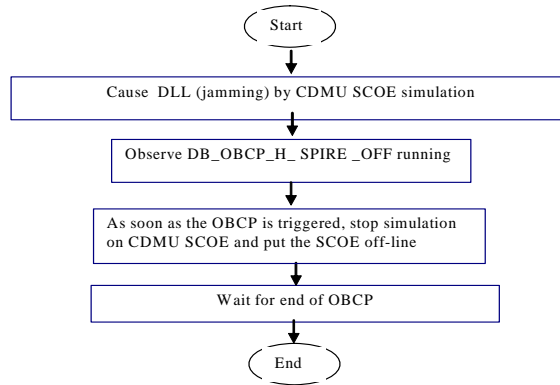 Start
Cause DLL (jamming) by CDMU SCOE simulation
Observe DB_OBCP_H_ SPIRE _OFF running
As soon as the OBCP is triggered, stop simulation
on CDMU SCOE and put the SCOE off-line
Wait for end of OBCP
End